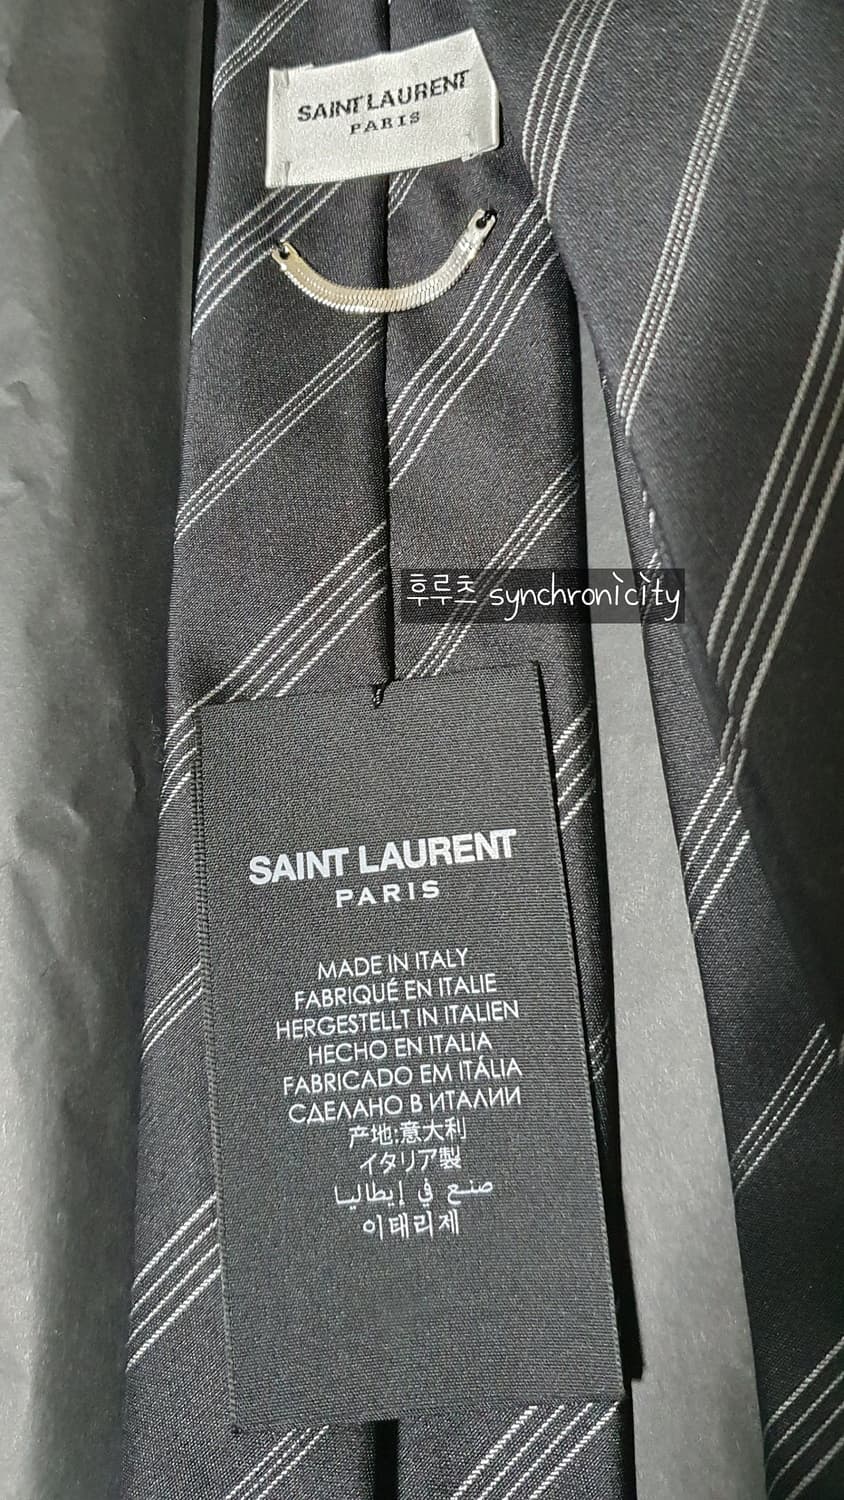 SAINT LAURENT
PARIS
후루츠 synchronicity
SAINT LAURENT
PARIS
MADE IN ITALY
FABRIQUÉ EN ITALIE
HERGESTELLT IN ITALIEN
HECHO EN ITALIA
FABRICADO EM ITÁLIA
СДЕЛАНО В ИТАЛИИ
产地:意大利
イタリア製
صنع في إيطاليا
이태리제